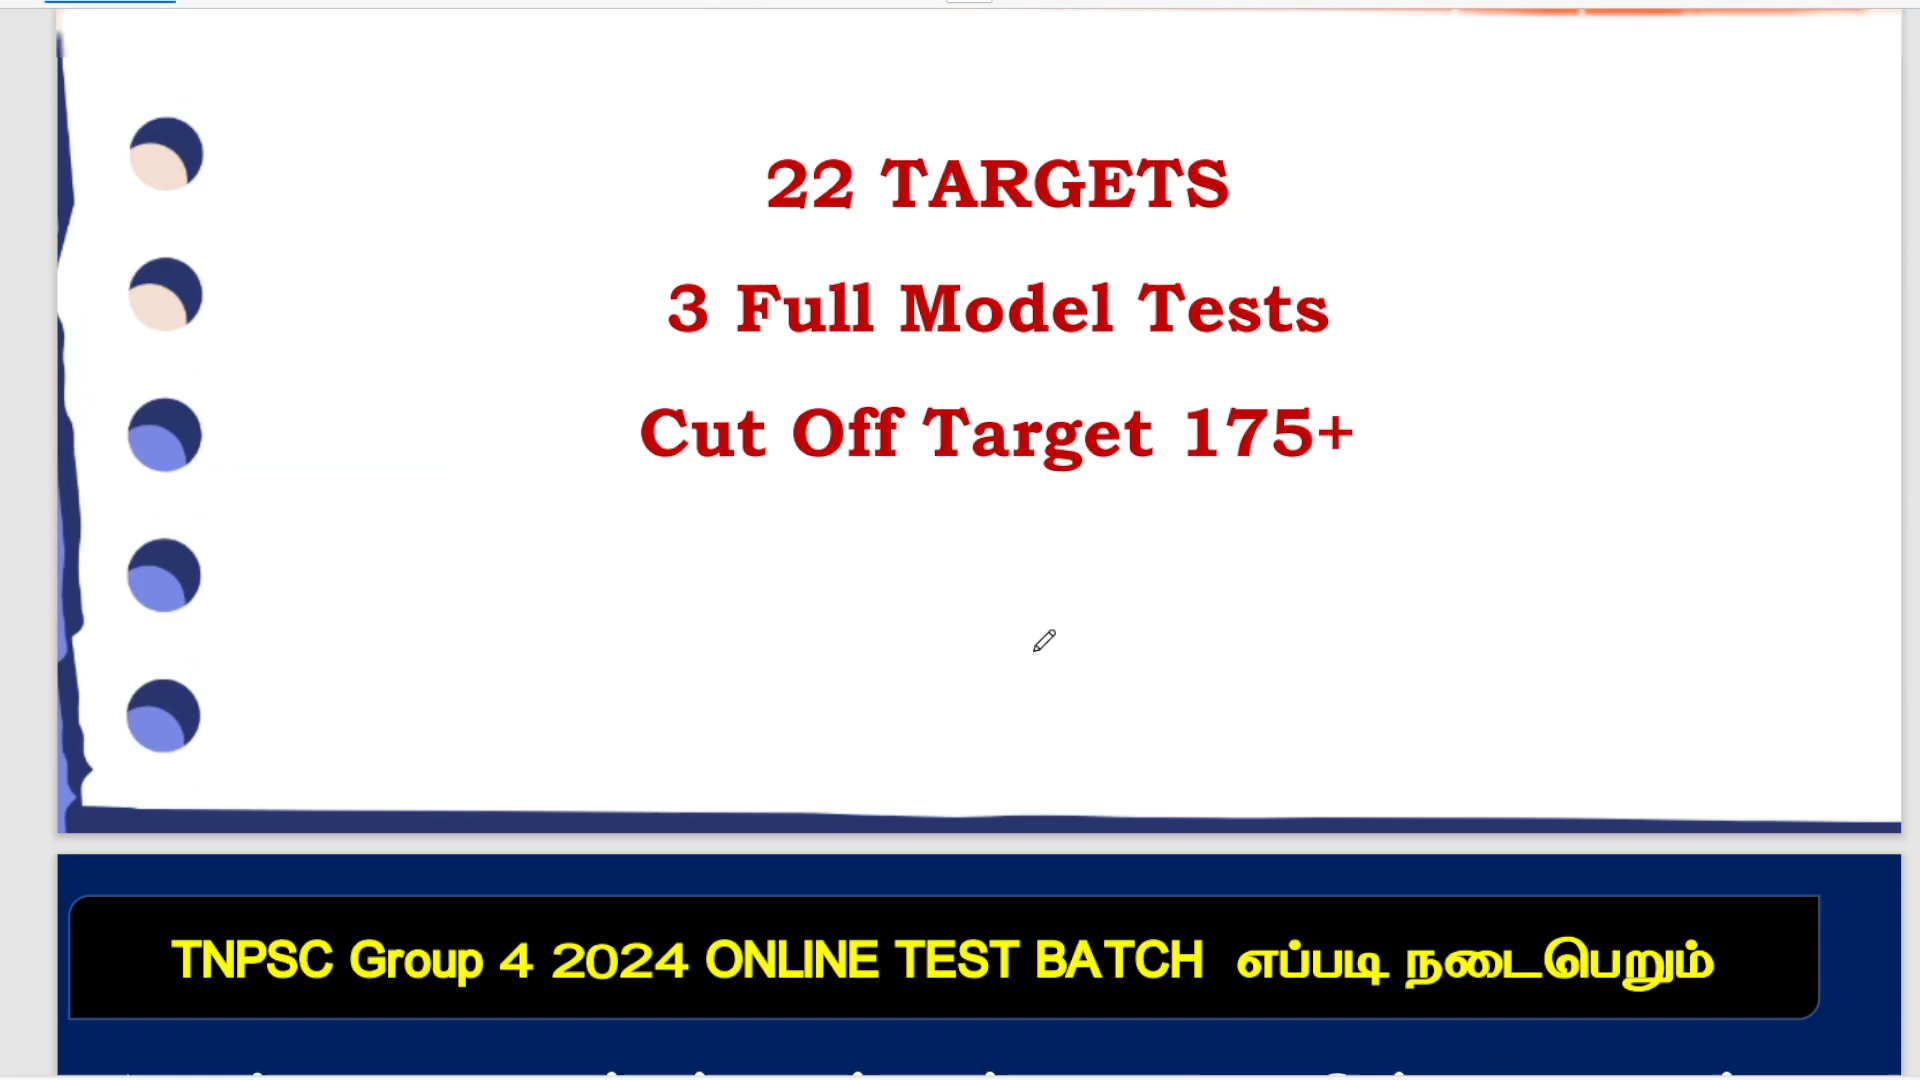 22 TARGETS
3 Full Model Tests
Cut Off Target 175+
TNPSC Group 4 2024 ONLINE TEST BATCH எப்படி நடைபெறும்